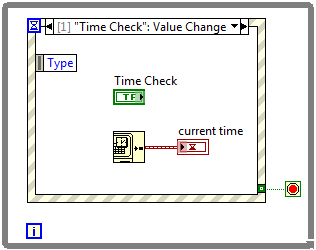 [1] "Time Check": Value Change
Type
Time Check
TF
current time
i